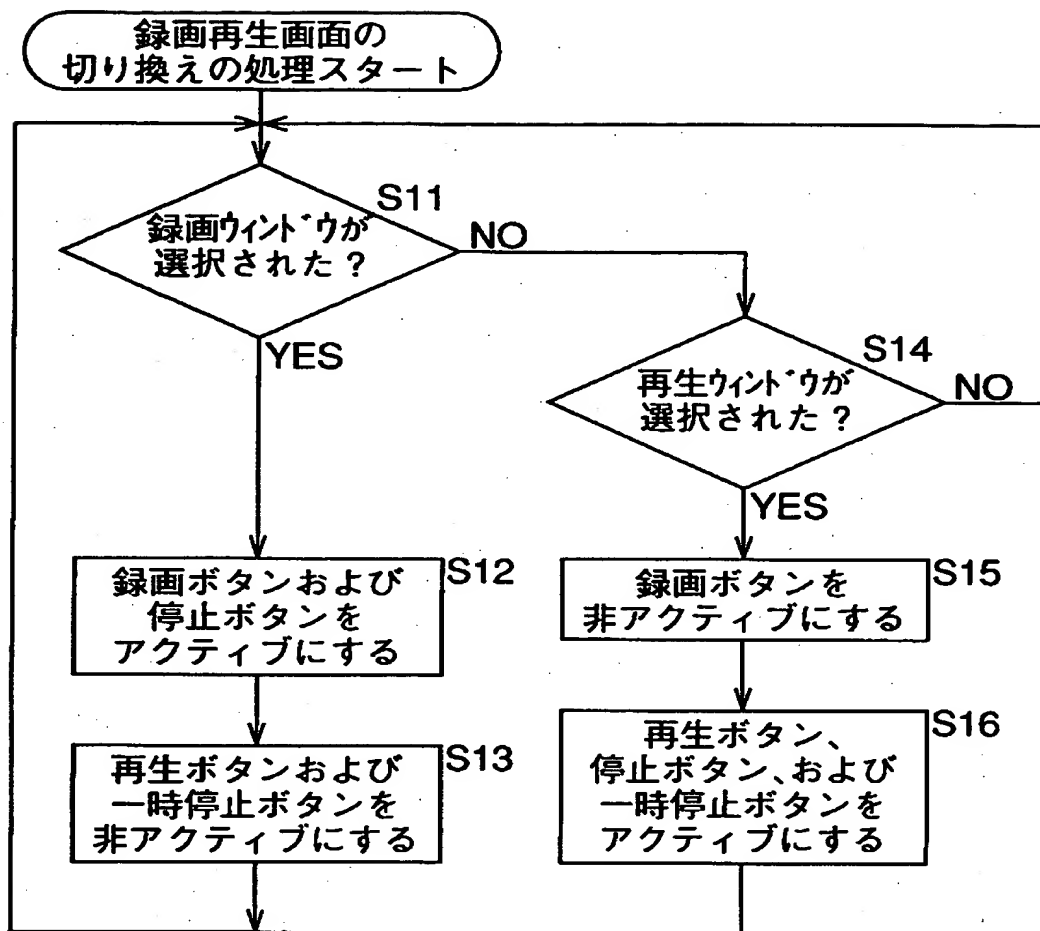 録画再生画面の
切り換えの処理スタート
S11
録画ウィンドウが
選択された?
NO
YES
S14
再生ウィンドウが
選択された?
NO
YES
S12
録画ボタンおよび
停止ボタンを
アクティブにする
S15
録画ボタンを
非アクティブにする
S13
再生ボタンおよび
一時停止ボタンを
非アクティブにする
S16
再生ボタン、
停止ボタン、および
一時停止ボタンを
アクティブにする